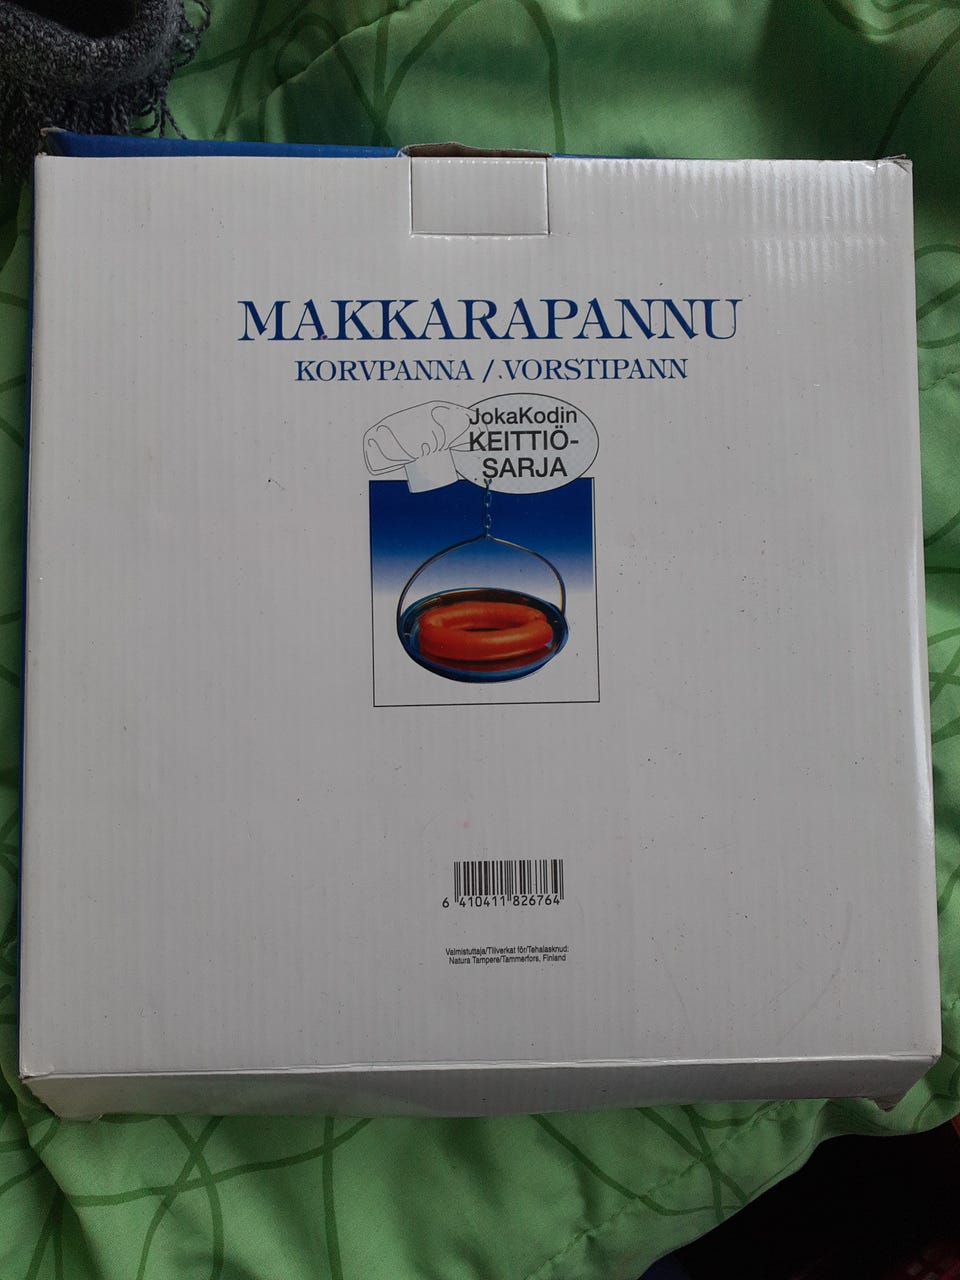 MAKKARAPANNU
KORVPANNA / VORSTIPANN
JokaKodin
KEITTIÖ-
SARJA
6 410411 826764
Valmistuttaja/Tillverkat för/Tehalasknud:
Natura Tampere/Tammerfors, Finland